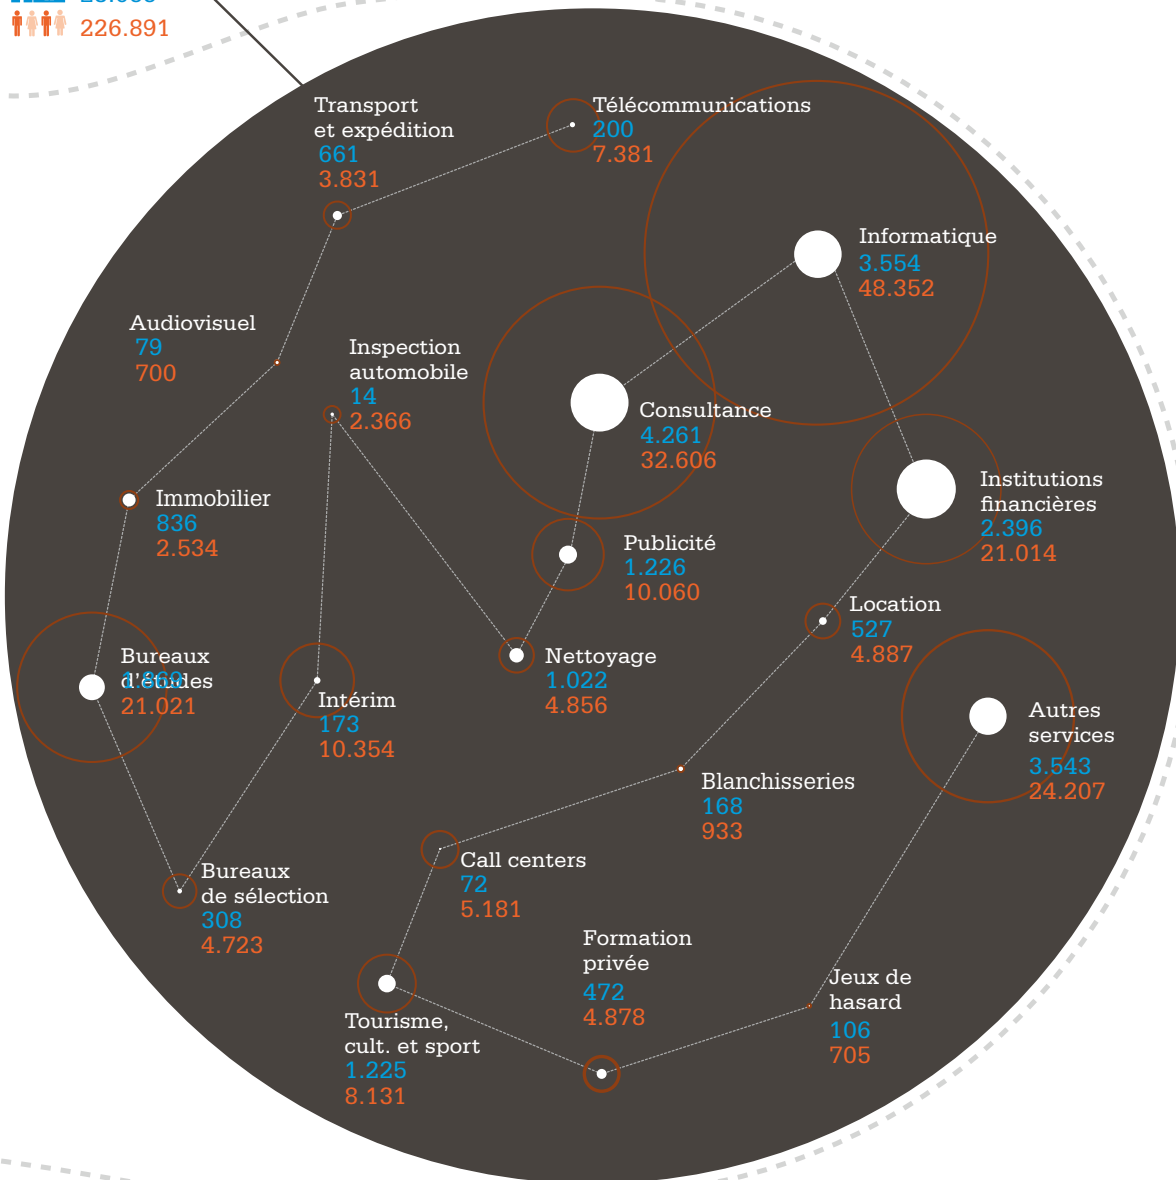 226.891
Transport
et expédition
661
3.831
Télécommunications
200
7.381
Informatique
3.554
48.352
Audiovisuel
79
700
Inspection
automobile
14
2.366
Consultance
4.261
32.606
Institutions
financières
2.396
21.014
Immobilier
836
2.534
Publicité
1.226
10.060
Location
527
4.887
Bureaux
d'études
21.021
Nettoyage
1.022
4.856
Intérim
173
10.354
Autres
services
3.543
24.207
Blanchisseries
168
933
Call centers
72
5.181
Bureaux
de sélection
308
4.723
Formation
privée
472
4.878
Jeux de
hasard
106
705
Tourisme,
cult. et sport
1.225
8.131